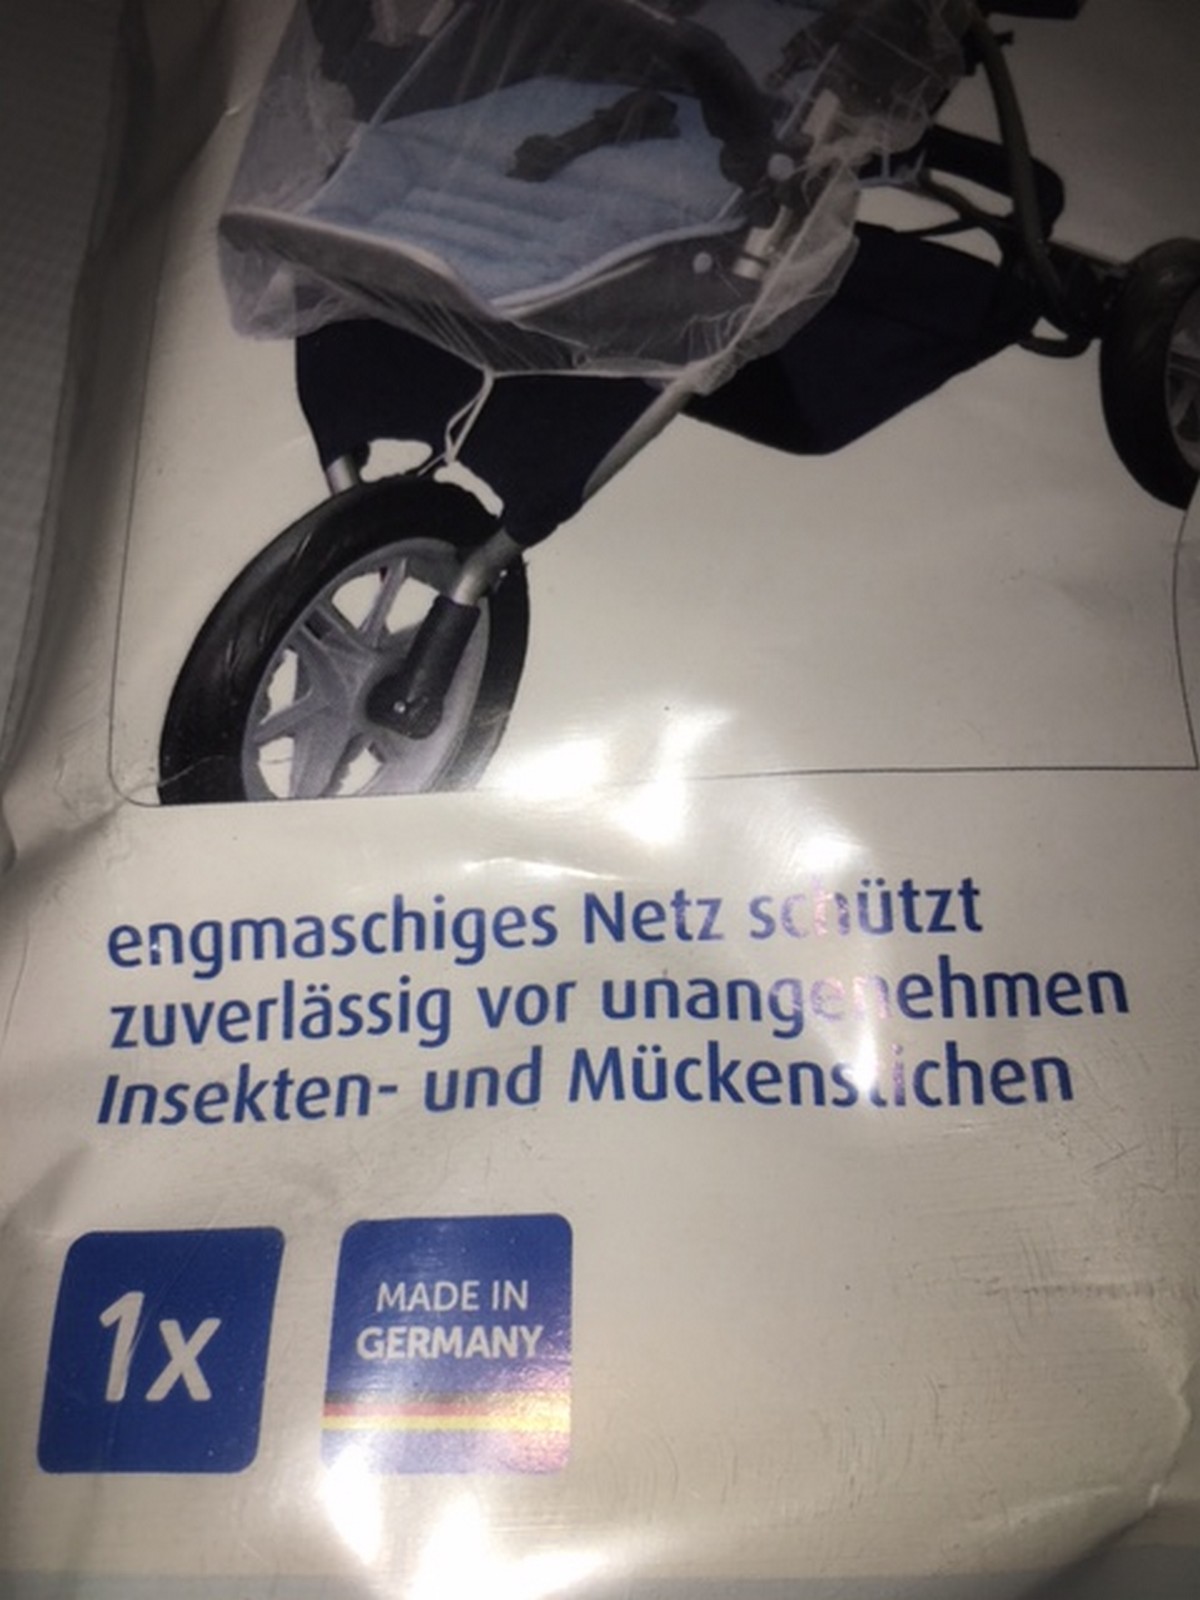 engmaschiges Netz schützt
zuverlässig vor unangenehmen
Insekten- und Mückenstichen
1x
MADE IN
GERMANY